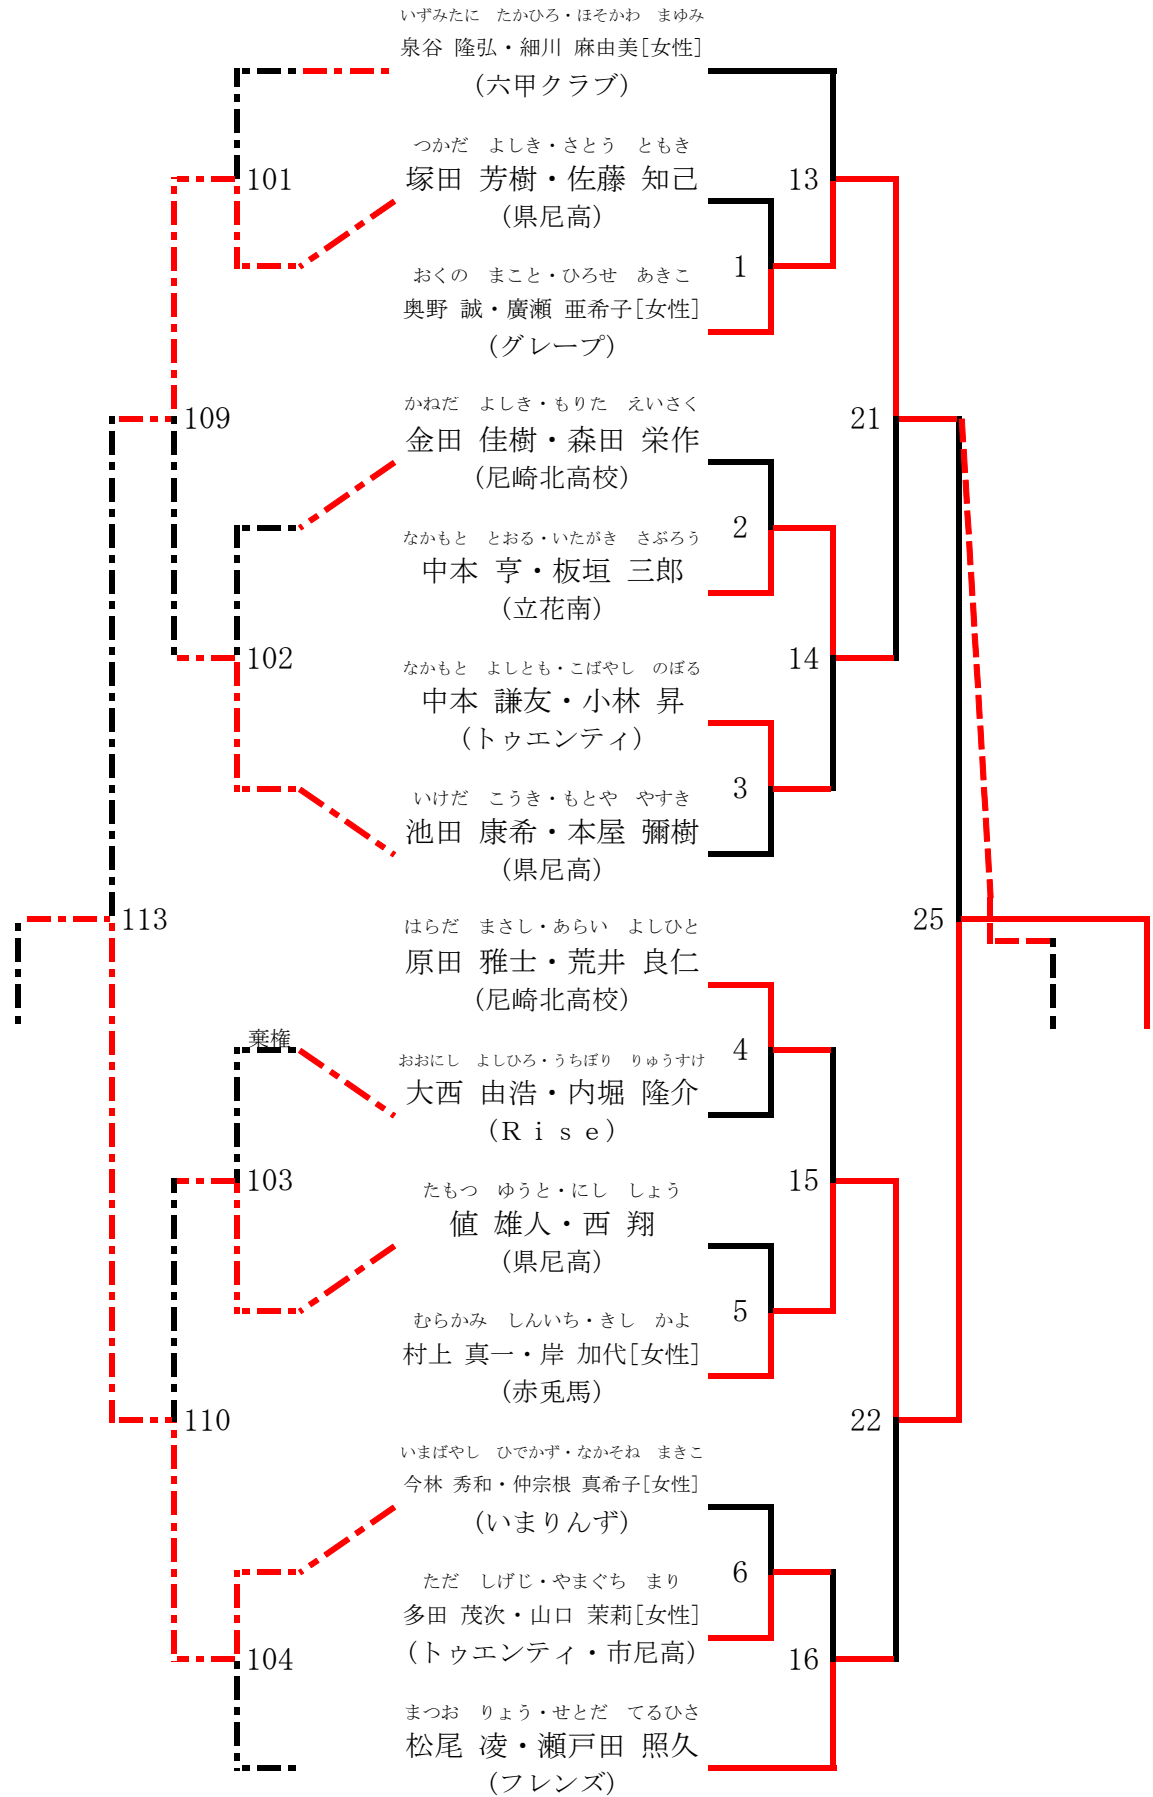 いずみたに　たかひろ・ほそかわ　まゆみ
泉谷 隆弘・細川 麻由美[女性]
(六甲クラブ)
つかだ　よしき・さとう　ともき
101
塚田 芳樹・佐藤 知己
13
(県尼高)
1
おくの　まこと・ひろせ　あきこ
奥野 誠・廣瀬 亜希子[女性]
(グレープ)
かねだ　よしき・もりた　えいさく
109
21
金田 佳樹・森田 栄作
(尼崎北高校)
2
なかもと　とおる・いたがき　さぶろう
中本 亨・板垣 三郎
(立花南)
102
14
なかもと　よしとも・こばやし　のぼる
中本 謙友・小林 昇
(トゥエンティ)
3
いけだ　こうき・もとや　やすき
池田 康希・本屋 彌樹
(県尼高)
113
25
はらだ　まさし・あらい　よしひと
原田 雅士・荒井 良仁
(尼崎北高校)
棄権
4
おおにし　よしひろ・うちぼり　りゅうすけ
大西 由浩・内堀 隆介
(Ｒｉｓｅ)
103
15
たもつ　ゆうと・にし　しょう
値 雄人・西 翔
(県尼高)
5
むらかみ　しんいち・きし　かよ
村上 真一・岸 加代[女性]
(赤兎馬)
110
22
いまばやし　ひでかず・なかそね　まきこ
今林 秀和・仲宗根 真希子[女性]
(いまりんず)
6
ただ　しげじ・やまぐち　まり
多田 茂次・山口 茉莉[女性]
(トゥエンティ・市尼高)
104
16
まつお　りょう・せとだ　てるひさ
松尾 凌・瀬戸田 照久
(フレンズ)